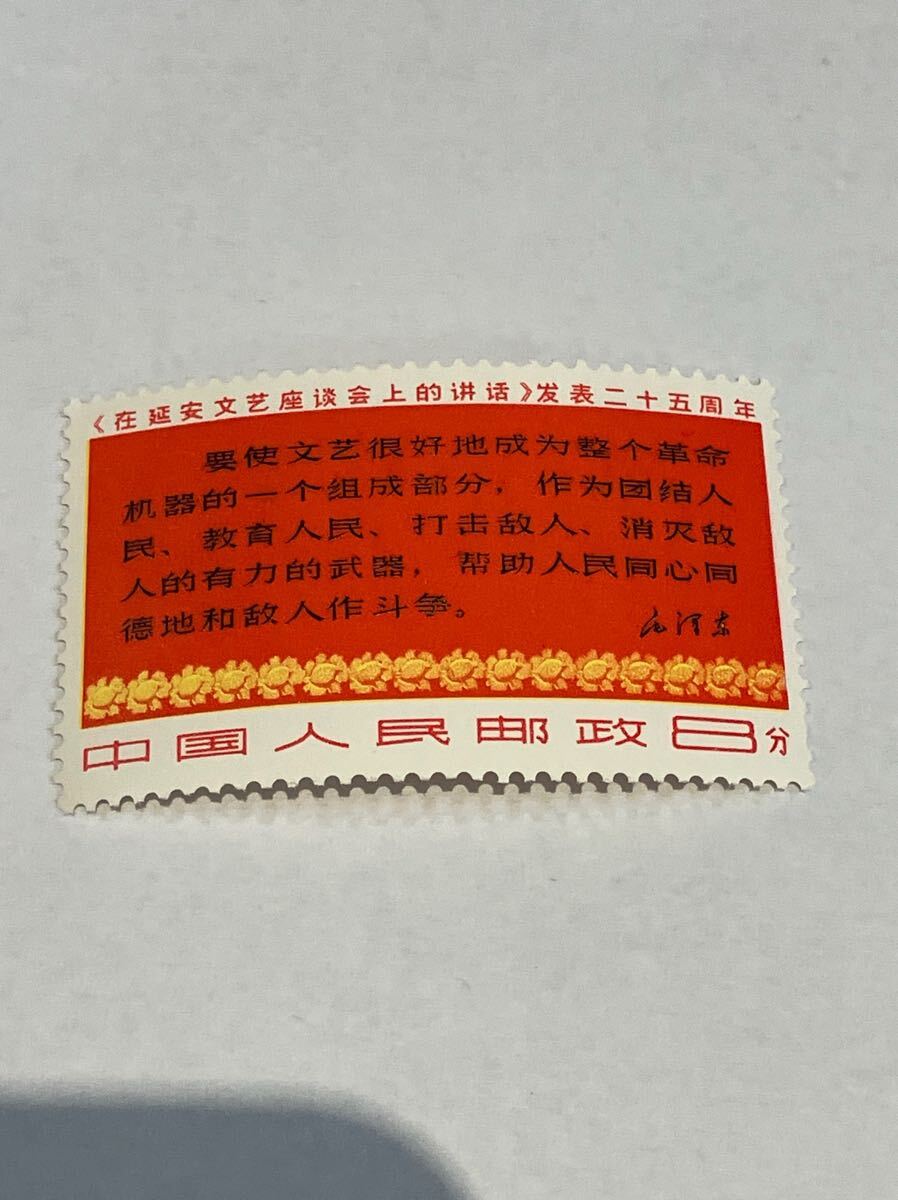 《在延安文艺座谈会上的讲话》发表二十五周年
要使文艺很好地成为整个革命
机器的一个组成部分，作为团结人
民、教育人民、打击敌人、消灭敌
人的有力的武器，帮助人民同心同
德地和敌人作斗争。
毛泽东
中国人民邮政8分